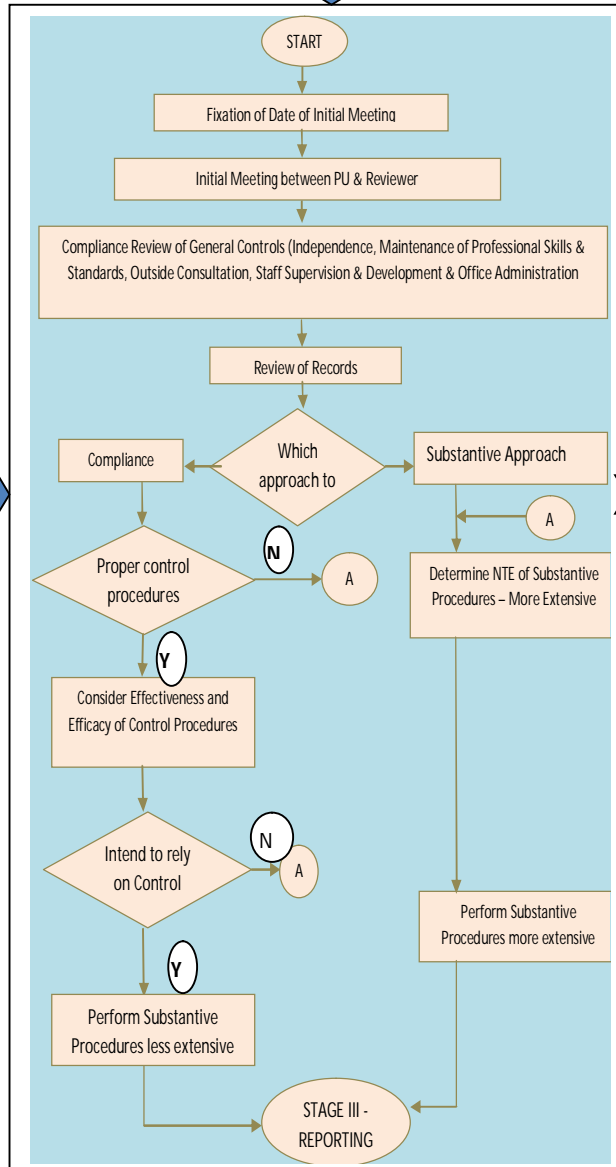 START
Fixation of Date of Initial Meeting
Initial Meeting between PU & Reviewer
Compliance Review of General Controls (Independence, Maintenance of Professional Skills &
Standards, Outside Consultation, Staff Supervision & Development & Office Administration
Review of Records
Which
approach to
Compliance
Substantive Approach
A
Proper control
procedures
N
A
Determine NTE of Substantive
Procedures – More Extensive
Y
Consider Effectiveness and
Efficacy of Control Procedures
Intend to rely
on Control
N
A
Perform Substantive
Procedures more extensive
Y
Perform Substantive
Procedures less extensive
STAGE III -
REPORTING